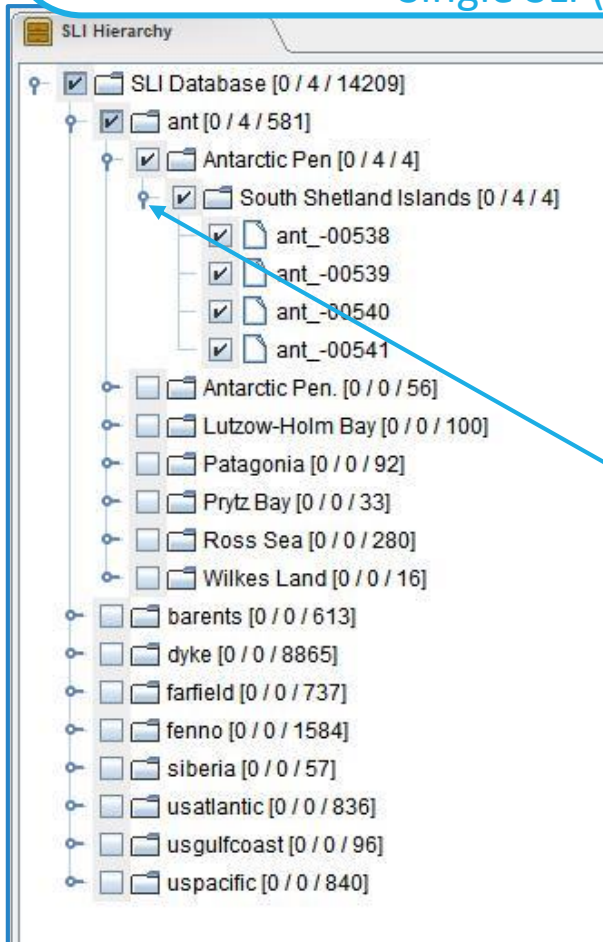 Single SLI (
SLI Hierarchy
SLI Database [0 / 4 / 14209]
ant [0 / 4 / 581]
Antarctic Pen [0 / 4 / 4]
South Shetland Islands [0 / 4 / 4]
ant_-00538
ant_-00539
ant_-00540
ant_-00541
Antarctic Pen. [0 / 0 / 56]
Lutzow-Holm Bay [0 / 0 / 100]
Patagonia [0 / 0 / 92]
Prytz Bay [0 / 0 / 33]
Ross Sea [0 / 0 / 280]
Wilkes Land [0 / 0 / 16]
barents [0 / 0 / 613]
dyke [0 / 0 / 8865]
farfield [0 / 0 / 737]
fenno [0 / 0 / 1584]
siberia [0 / 0 / 57]
usatlantic [0 / 0 / 836]
usgulfcoast [0 / 0 / 96]
uspacific [0 / 0 / 840]